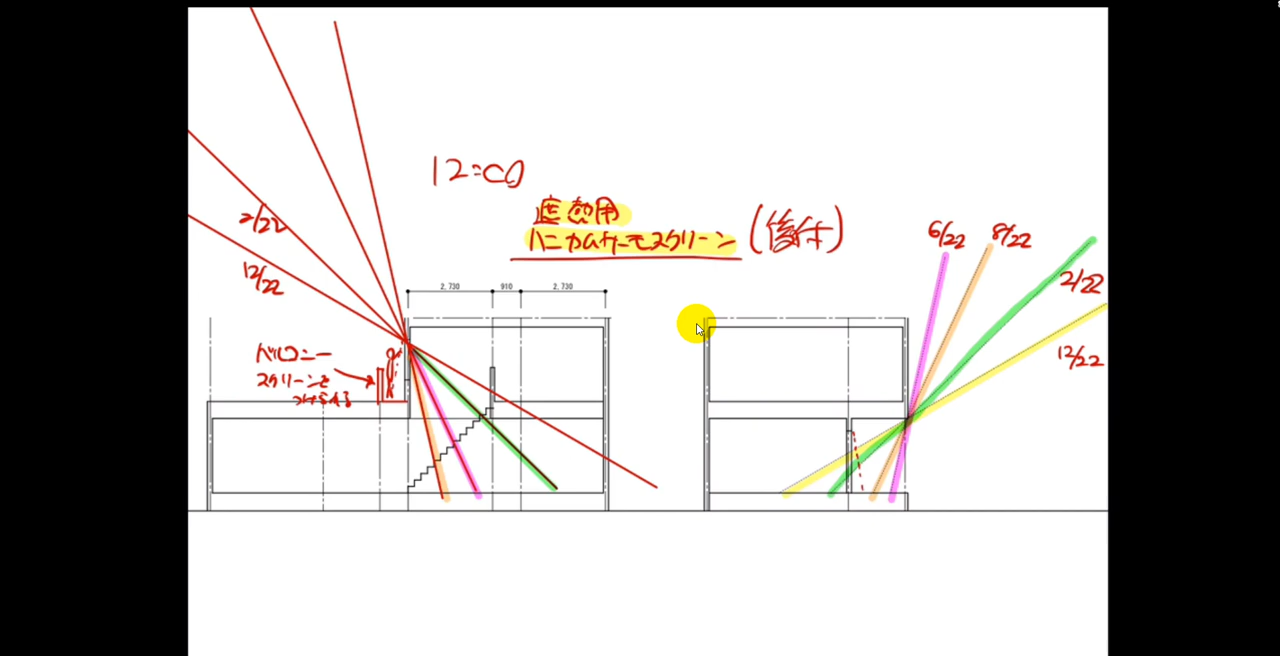 12=00
遮熱用
ハニカムサーモスクリーン
(後付)
2/22
12/22
6/22
8/22
2/22
12/22
2,730
910
2,730
バルコニー
スクリーンを
つけられる